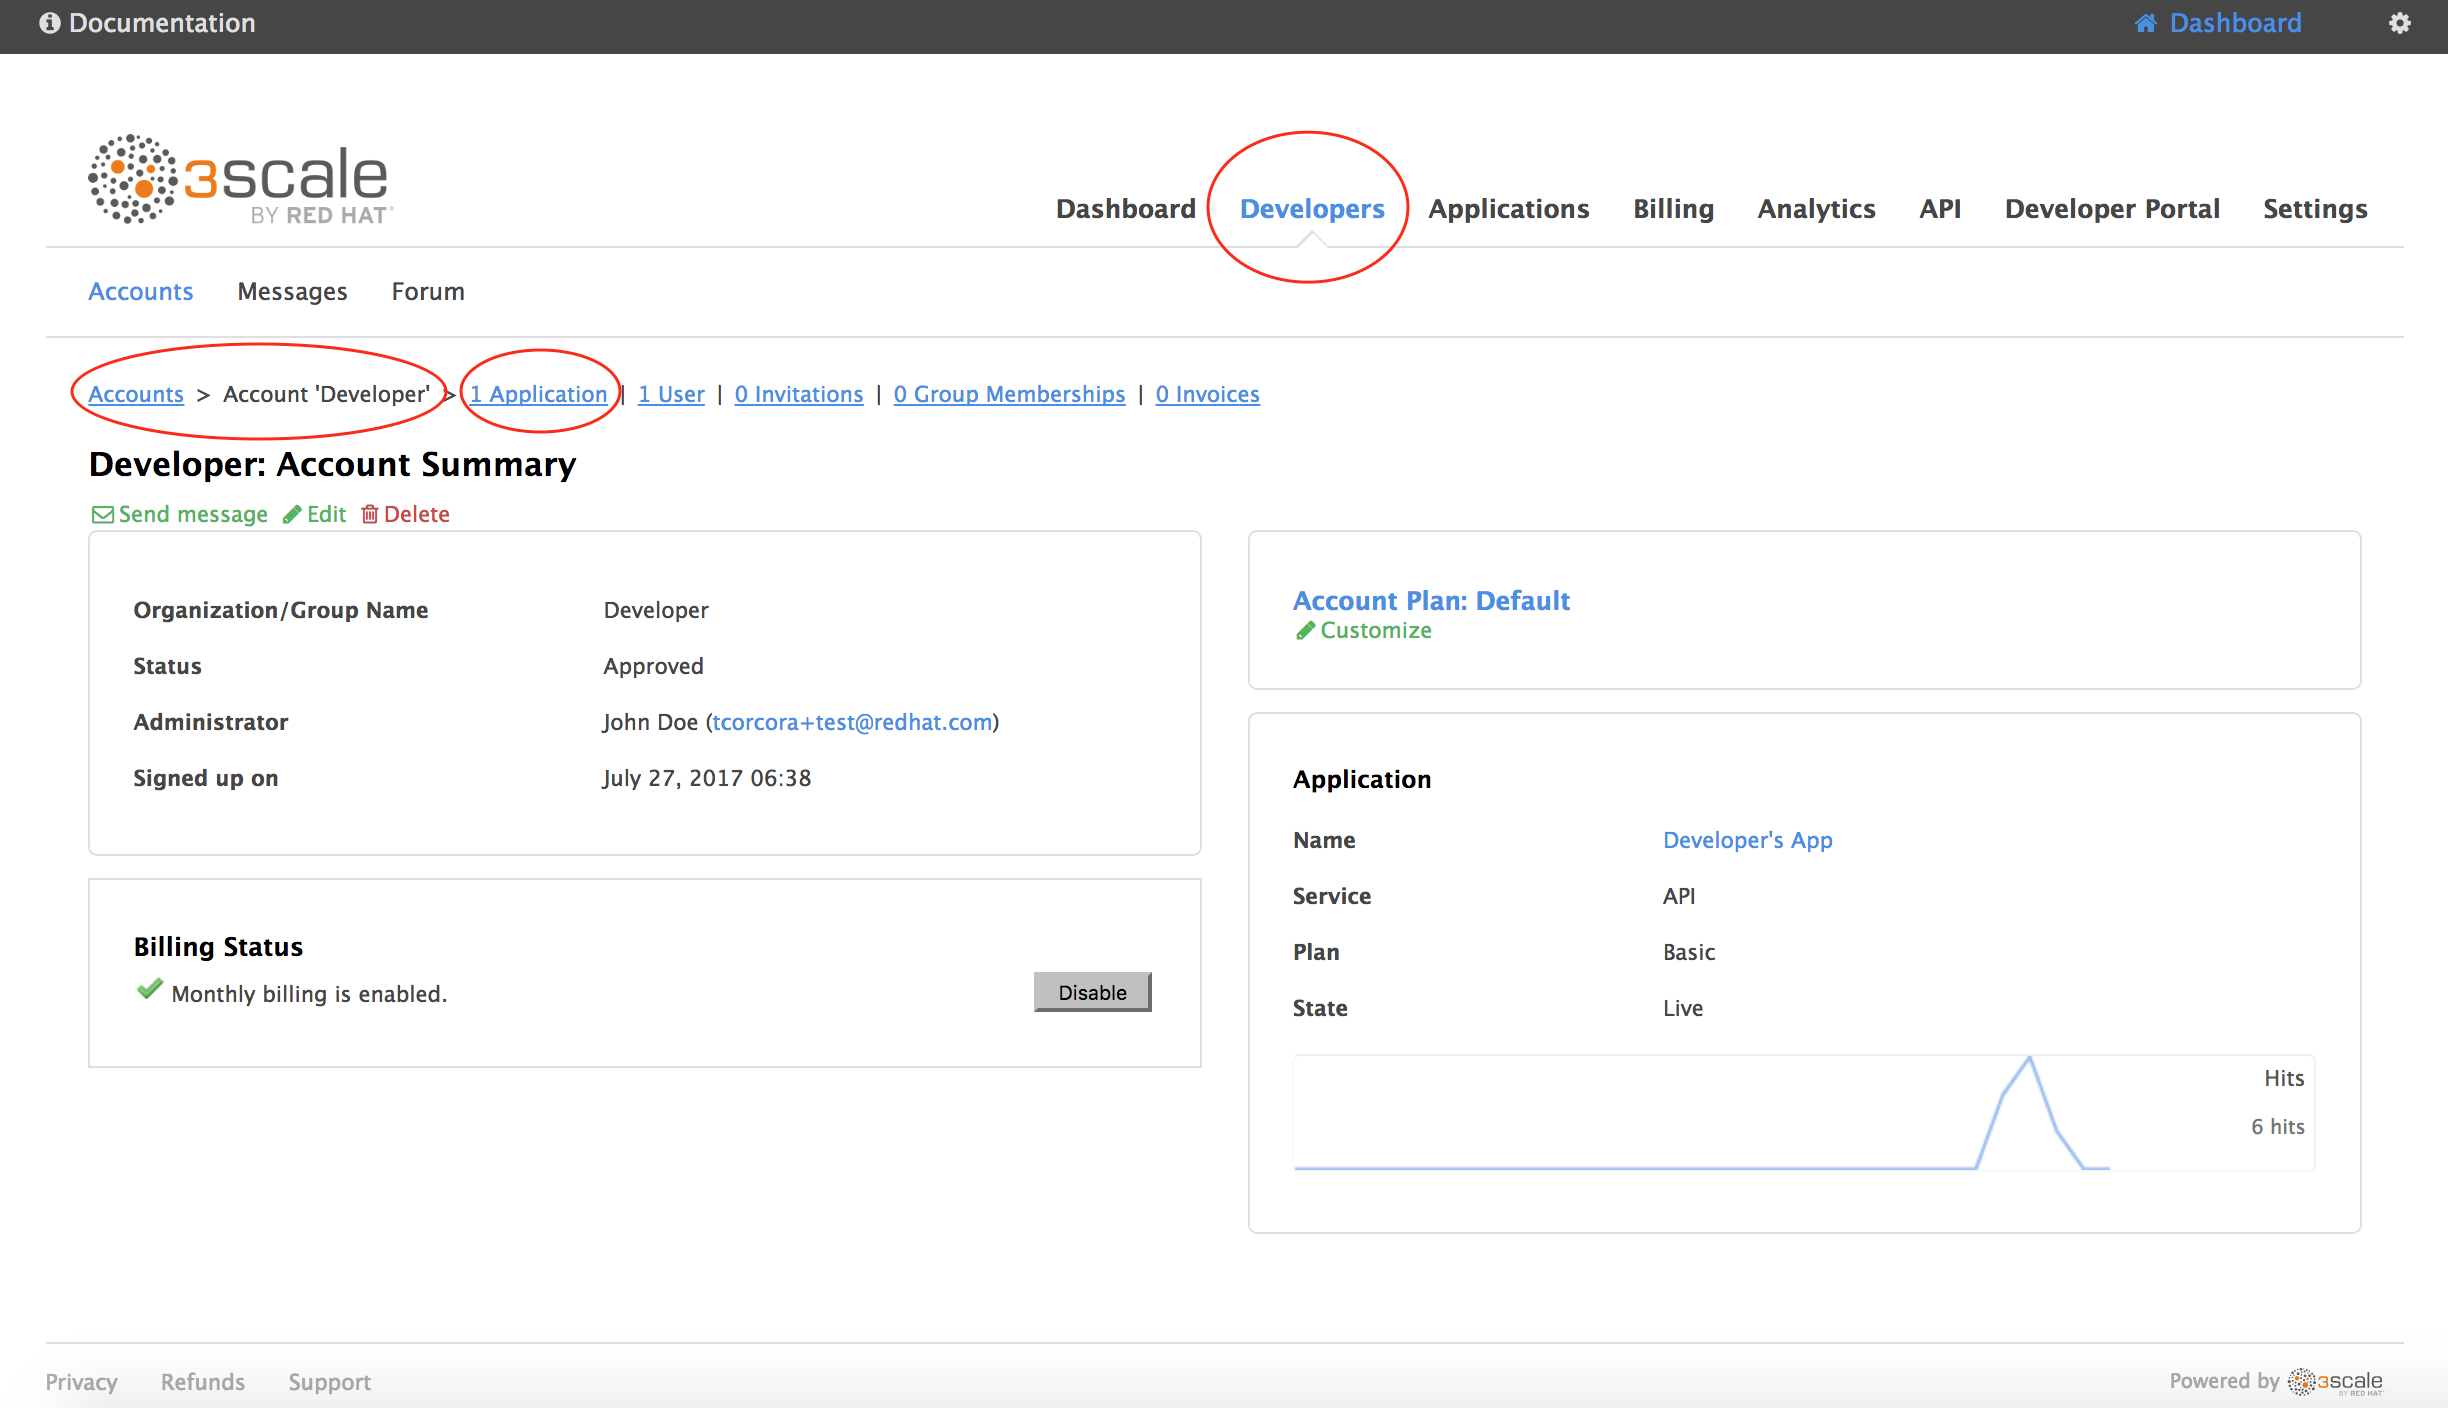 Documentation
Dashboard
3scale
BY RED HAT
Dashboard Developers Applications Billing Analytics API Developer Portal Settings
Accounts Messages Forum
Accounts > Account 'Developer' > 1 Application | 1 User | 0 Invitations | 0 Group Memberships | 0 Invoices
Developer: Account Summary
Send message Edit Delete
Organization/Group Name Developer
Status Approved
Administrator John Doe (tcorcora+test@redhat.com)
Signed up on July 27, 2017 06:38
Billing Status
Monthly billing is enabled. Disable
Account Plan: Default
Customize
Application
Name Developer's App
Service API
Plan Basic
State Live
Hits
6 hits
Privacy Refunds Support
Powered by 3scale
BY RED HAT